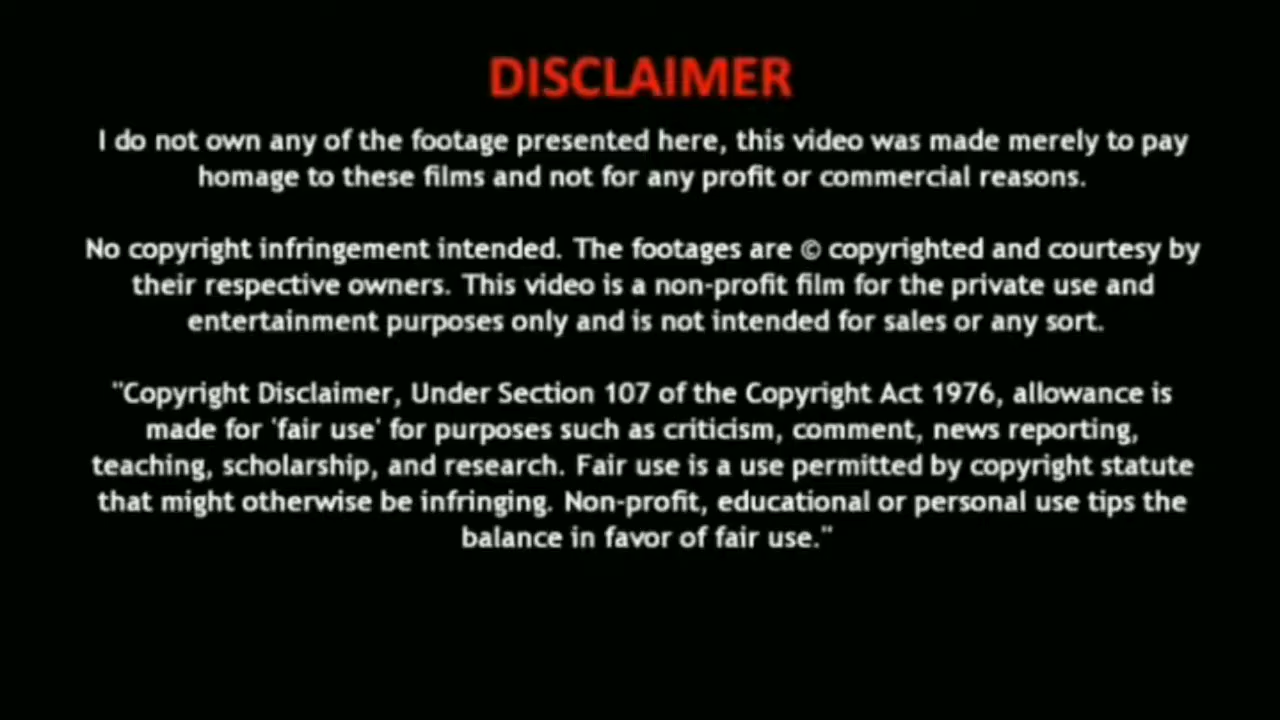 DISCLAIMER
I do not own any of the footage presented here, this video was made merely to pay
homage to these films and not for any profit or commercial reasons.
No copyright infringement intended. The footages are © copyrighted and courtesy by
their respective owners. This video is a non-profit film for the private use and
entertainment purposes only and is not intended for sales or any sort.
"Copyright Disclaimer, Under Section 107 of the Copyright Act 1976, allowance is
made for 'fair use' for purposes such as criticism, comment, news reporting,
teaching, scholarship, and research. Fair use is a use permitted by copyright statute
that might otherwise be infringing. Non-profit, educational or personal use tips the
balance in favor of fair use."